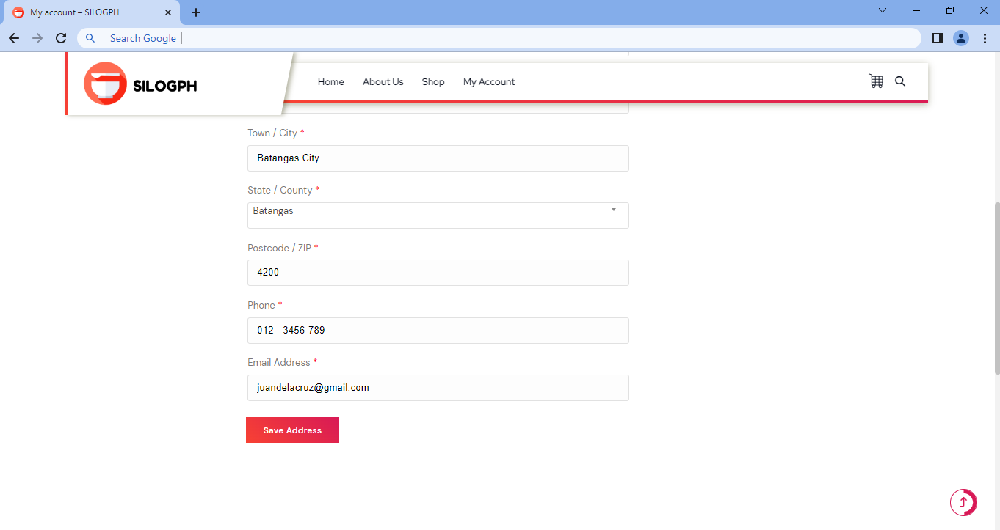 My account – SILOGPH
Search Google
SILOGPH
Home About Us Shop My Account
Town / City *
Batangas City
State / County *
Batangas
Postcode / ZIP *
4200
Phone *
012 - 3456-789
Email Address *
juandelacruz@gmail.com
Save Address